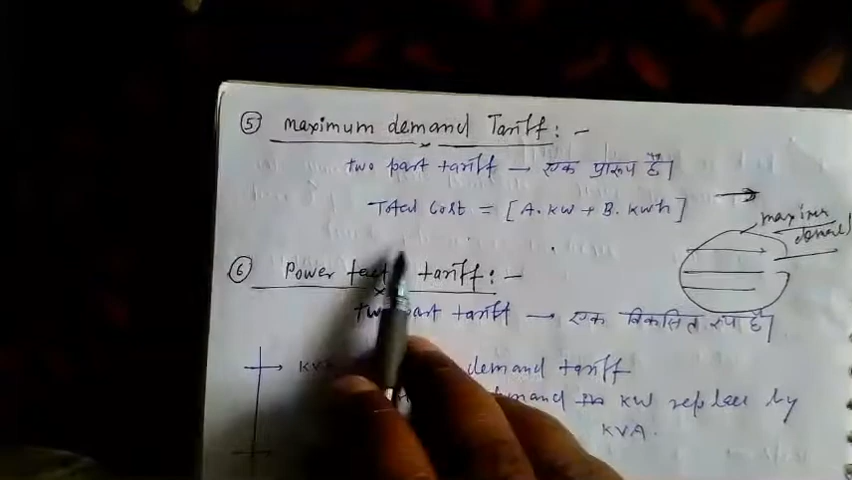 ⑤ maximum demand Tariff : -
two part tariff → एक प्रारूप है।
Total Cost = [A. kw + B. kwh]
maximum
demand
⑥ Power tariff : -
two part tariff → एक विकसित रूप है।
KVA demand tariff
demand kw replace by
KVA.